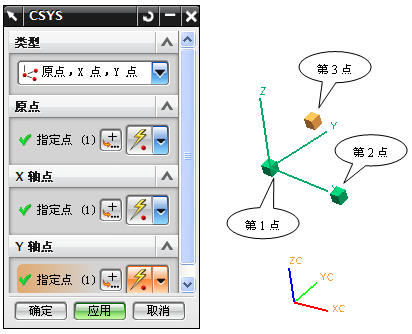 CSYS
类型
原点，X 点，Y 点
原点
指定点 (1)
X 轴点
指定点 (1)
Y 轴点
指定点 (1)
确定
应用
取消
第3点
Z
Y
第2点
X
第1点
ZC
YC
XC